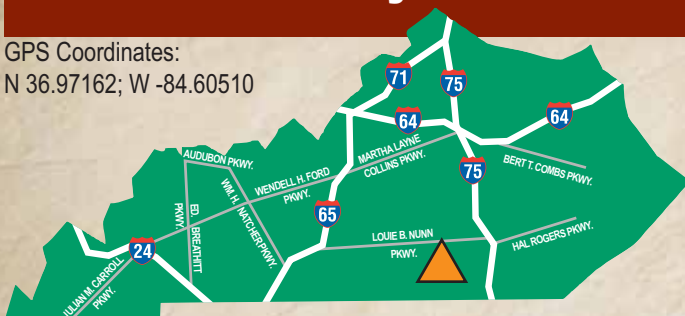 GPS Coordinates:
N 36.97162; W -84.60510
71
75
64
64
AUDUBON PKWY.
MARTHA LAYNE
COLLINS PKWY.
WENDELL H. FORD
PKWY.
WM. H. NATCHER PKWY.
75
BERT T. COMBS PKWY.
ED. BREATHITT
PKWY.
65
LOUIE B. NUNN
PKWY.
HAL ROGERS PKWY.
24
JULIAN M. CARROLL
PKWY.